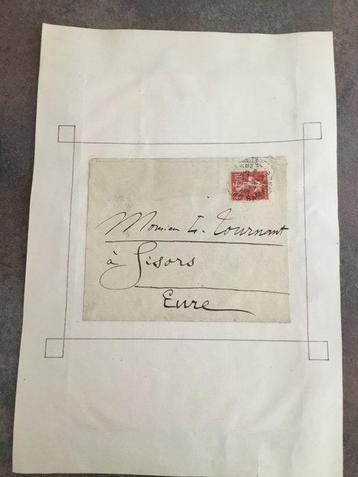 Monsieur L. Tournant
à Gisors
Eure